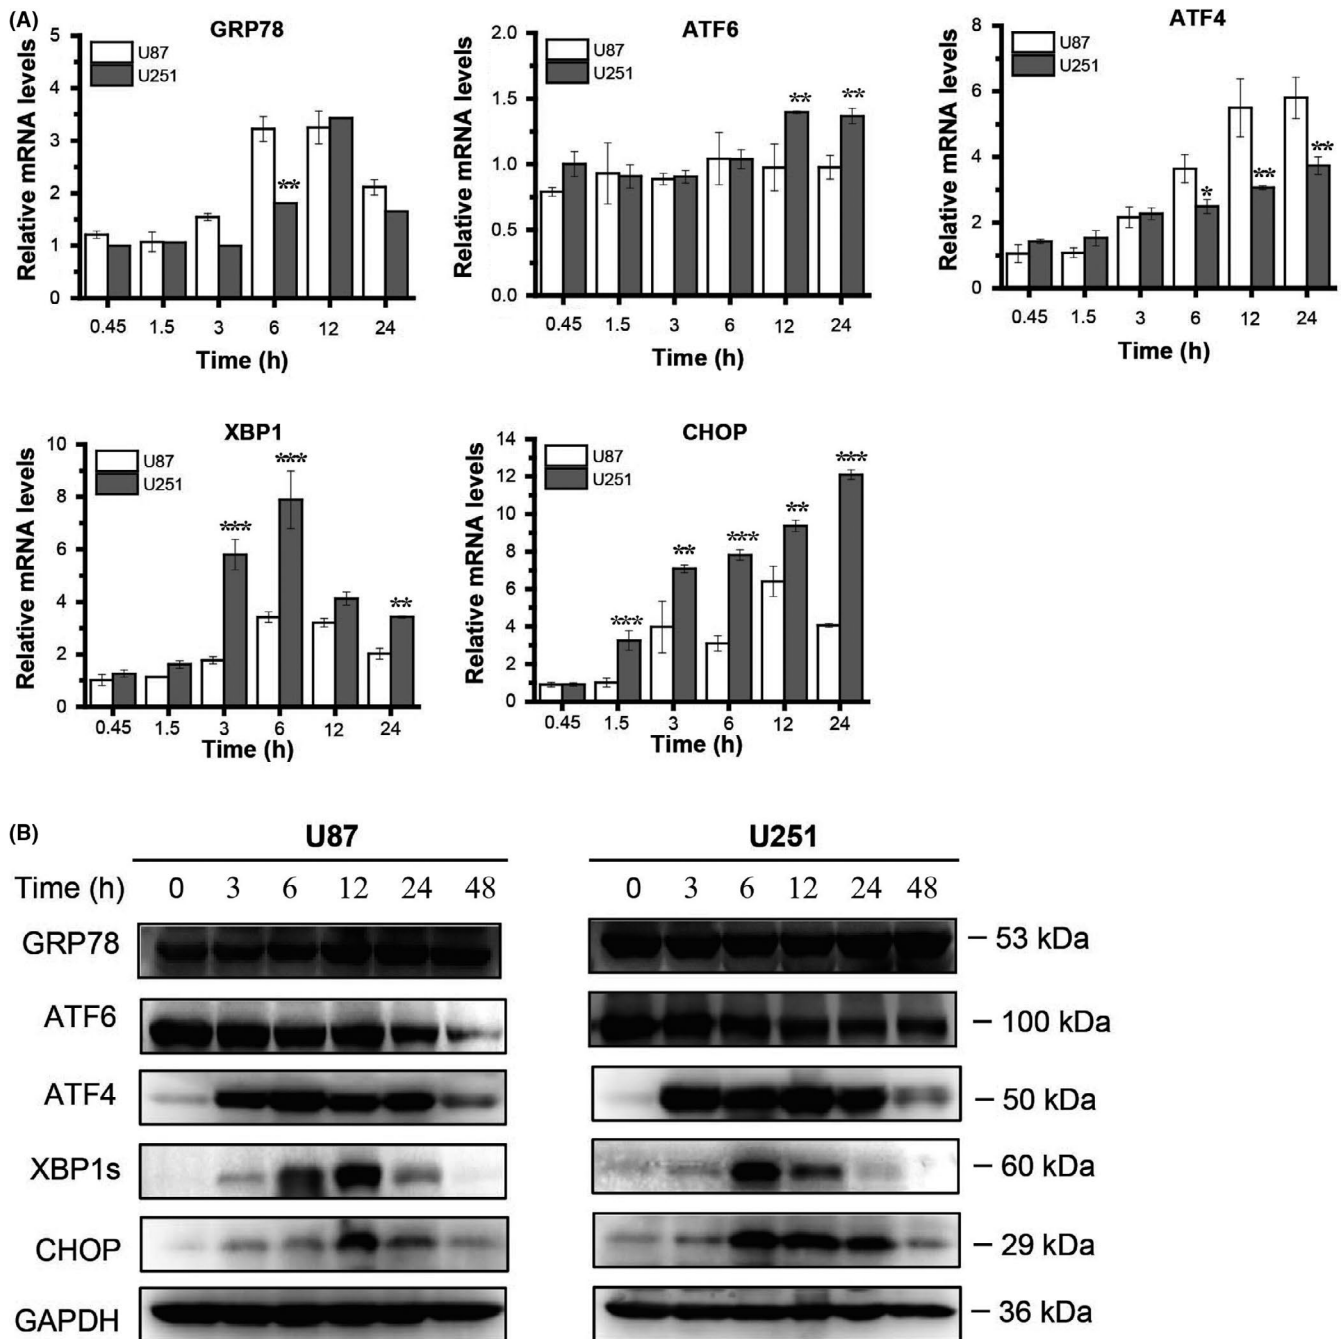 (A)
GRP78
Relative mRNA levels
5
4
3
2
1
0
U87
U251
**
0.45 1.5 3 6 12 24
Time (h)
ATF6
Relative mRNA levels
2.0
1.5
1.0
0.5
0.0
U87
U251
** **
0.45 1.5 3 6 12 24
Time (h)
ATF4
Relative mRNA levels
8
6
4
2
0
U87
U251
* ** **
0.45 1.5 3 6 12 24
Time (h)
XBP1
Relative mRNA levels
10
8
6
4
2
0
U87
U251
*** *** **
0.45 1.5 3 6 12 24
Time (h)
CHOP
Relative mRNA levels
14
12
10
8
6
4
2
0
U87
U251
*** ** *** ** ***
0.45 1.5 3 6 12 24
Time (h)
(B)
U87 U251
Time (h) 0 3 6 12 24 48 0 3 6 12 24 48
GRP78 – 53 kDa
ATF6 – 100 kDa
ATF4 – 50 kDa
XBP1s – 60 kDa
CHOP – 29 kDa
GAPDH – 36 kDa